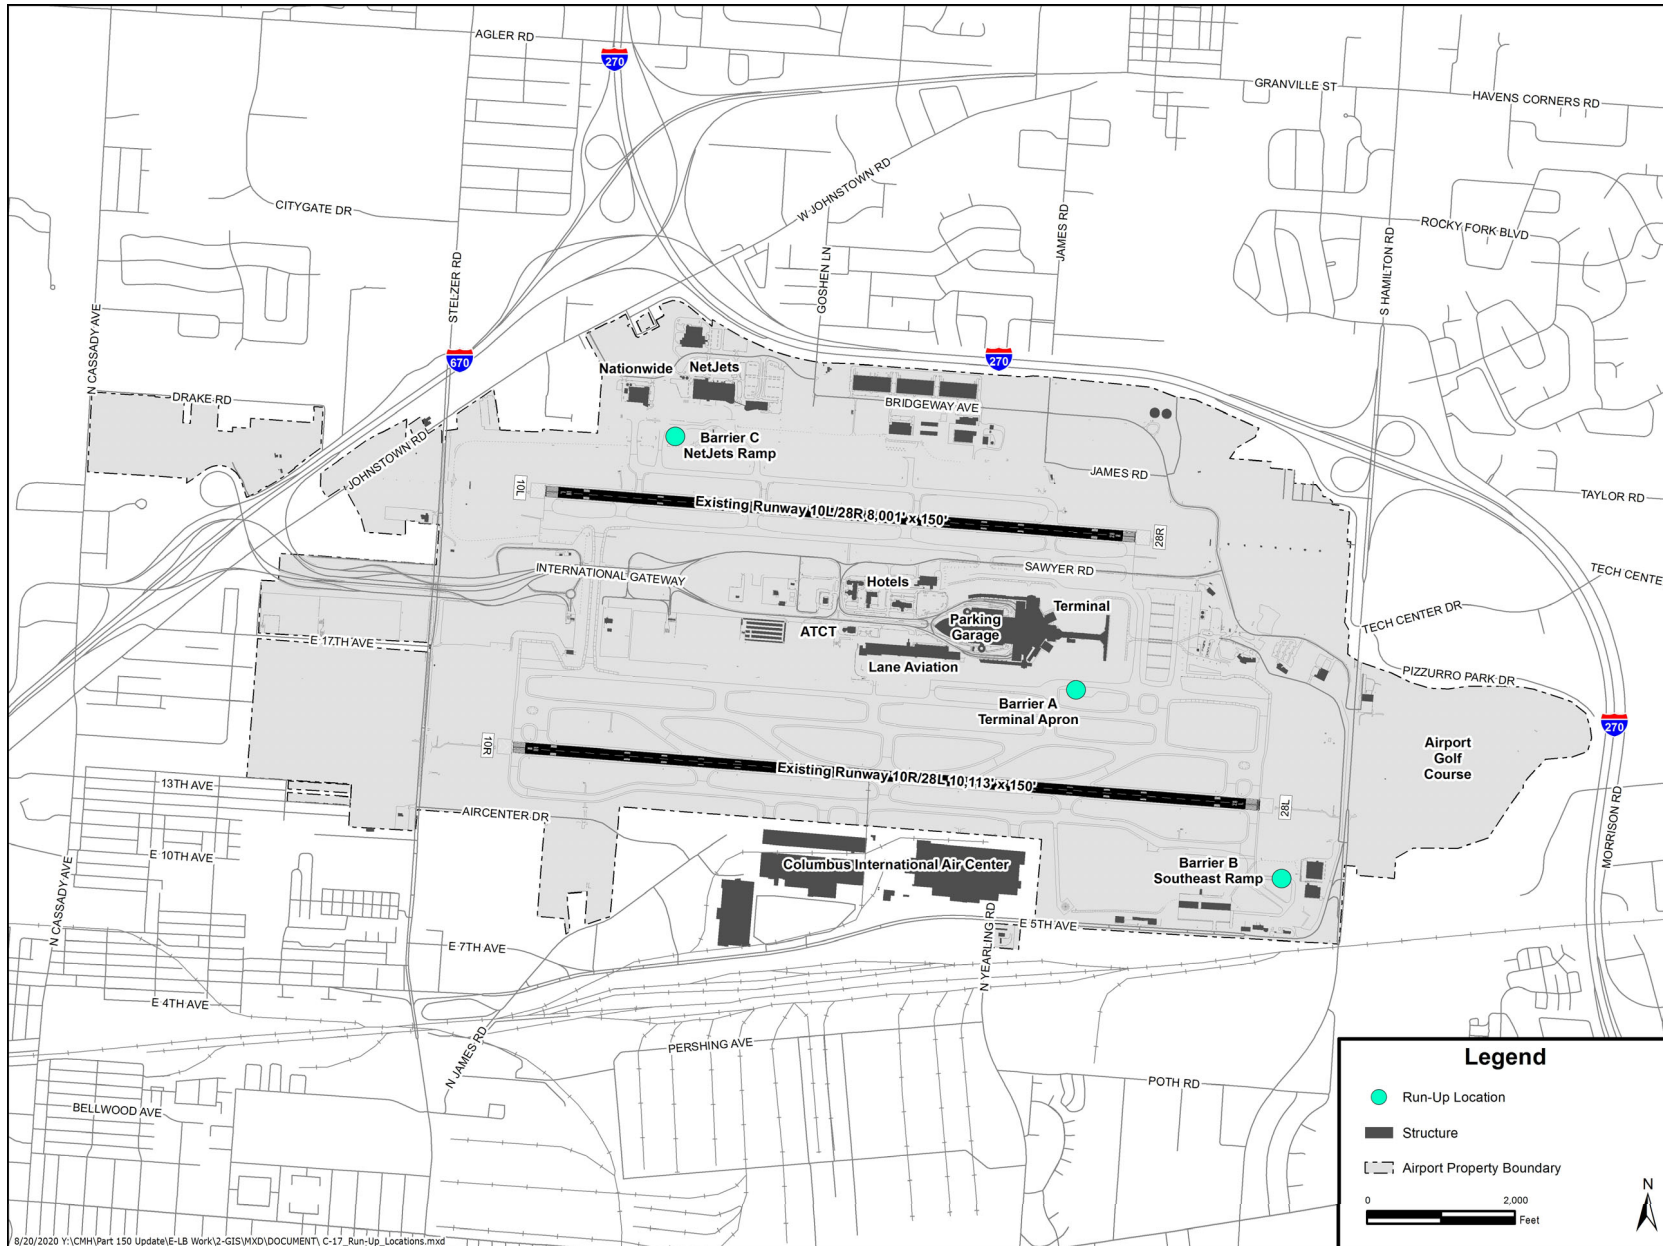 AGLER RD
270
GRANVILLE ST
HAVENS CORNERS RD
W JOHNSTOWN RD
CITYGATE DR
JAMES RD
ROCKY FORK BLVD
GOSHEN LN
STELZER RD
S HAMILTON RD
N CASSADY AVE
670
270
Nationwide
NetJets
DRAKE RD
BRIDGEWAY AVE
JOHNSTOWN RD
Barrier C
NetJets Ramp
JAMES RD
TAYLOR RD
10L
Existing Runway 10L/28R 8,001' x 150'
28R
INTERNATIONAL GATEWAY
SAWYER RD
TECH CENTE
Hotels
Terminal
TECH CENTER DR
Parking
Garage
ATCT
E 17TH AVE
Lane Aviation
PIZZURRO PARK DR
Barrier A
Terminal Apron
270
10R
Airport
Golf
Course
Existing Runway 10R/28L 10,113' x 150'
13TH AVE
28L
AIRCENTER DR
MORRISON RD
E 10TH AVE
Columbus International Air Center
Barrier B
Southeast Ramp
N CASSADY AVE
E 7TH AVE
N YEARLING RD
E 5TH AVE
E 4TH AVE
N JAMES RD
PERSHING AVE
POTH RD
BELLWOOD AVE
Legend
Run-Up Location
Structure
Airport Property Boundary
0 2,000
Feet
N
8/20/2020 Y:\CMH\Part 150 Update\E-LB Work\2-GIS\MXD\DOCUMENT\ C-17_Run-Up_Locations.mxd